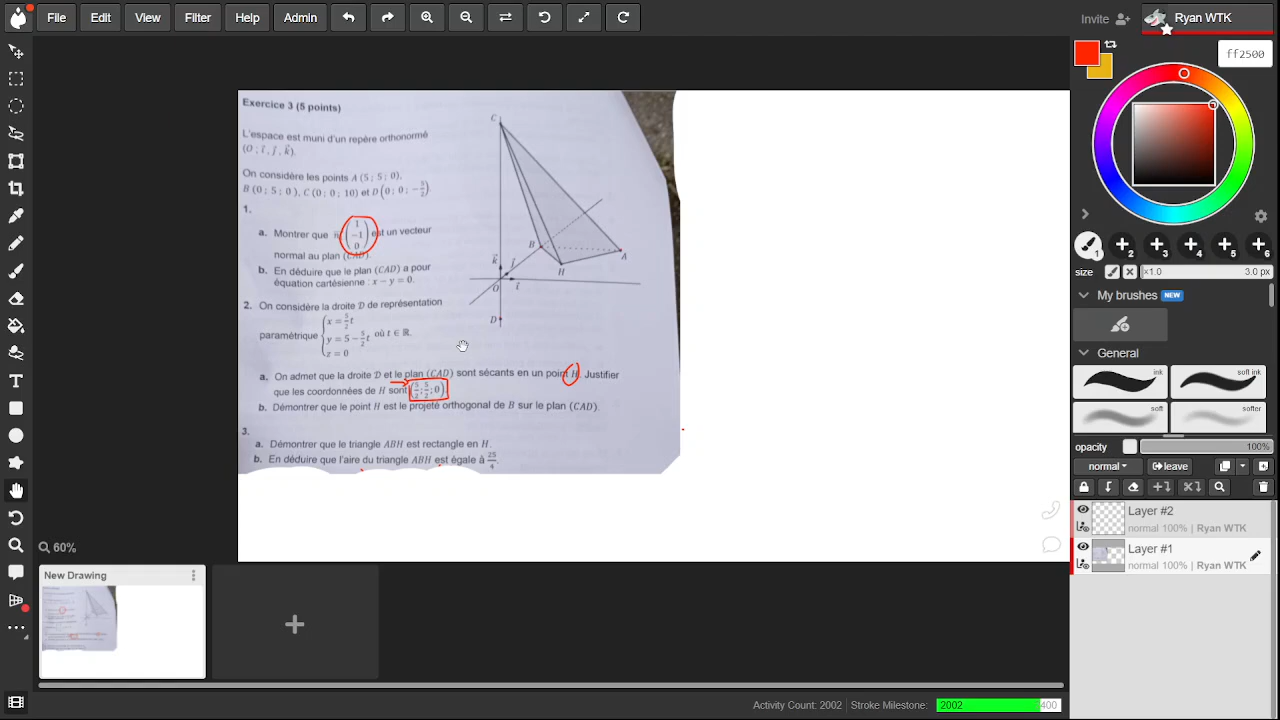 File Edit View Filter Help Admin
Invite Ryan WTK
ff2500
Exercice 3 (5 points)
L'espace est muni d'un repère orthonormé
(O ; i⃗ , j⃗ , k⃗).
On considère les points A (5 ; 5 ; 0),
B (0 ; 5 ; 0), C (0 ; 0 ; 10) et D (0 ; 0 ; −5/2).
1.
a. Montrer que n⃗ (1 −1 0) est un vecteur
normal au plan (CAD).
b. En déduire que le plan (CAD) a pour
équation cartésienne : x − y = 0.
2. On considère la droite 𝒟 de représentation
paramétrique { x = 5/2 t
y = 5 − 5/2 t où t ∈ ℝ.
z = 0
a. On admet que la droite 𝒟 et le plan (CAD) sont sécants en un point H. Justifier
que les coordonnées de H sont (5/2 ; 5/2 ; 0)
b. Démontrer que le point H est le projeté orthogonal de B sur le plan (CAD).
3.
a. Démontrer que le triangle ABH est rectangle en H.
b. En déduire que l'aire du triangle ABH est égale à 25/4.
C
B
A
H
k⃗ j⃗
O i⃗
D
1 2 3 4 5 6
size x1.0 3.0 px
My brushes NEW
General
ink soft ink
soft softer
opacity 100%
normal leave
Layer #2
normal 100% | Ryan WTK
Layer #1
normal 100% | Ryan WTK
60%
New Drawing
Activity Count: 2002 Stroke Milestone: 2002 400